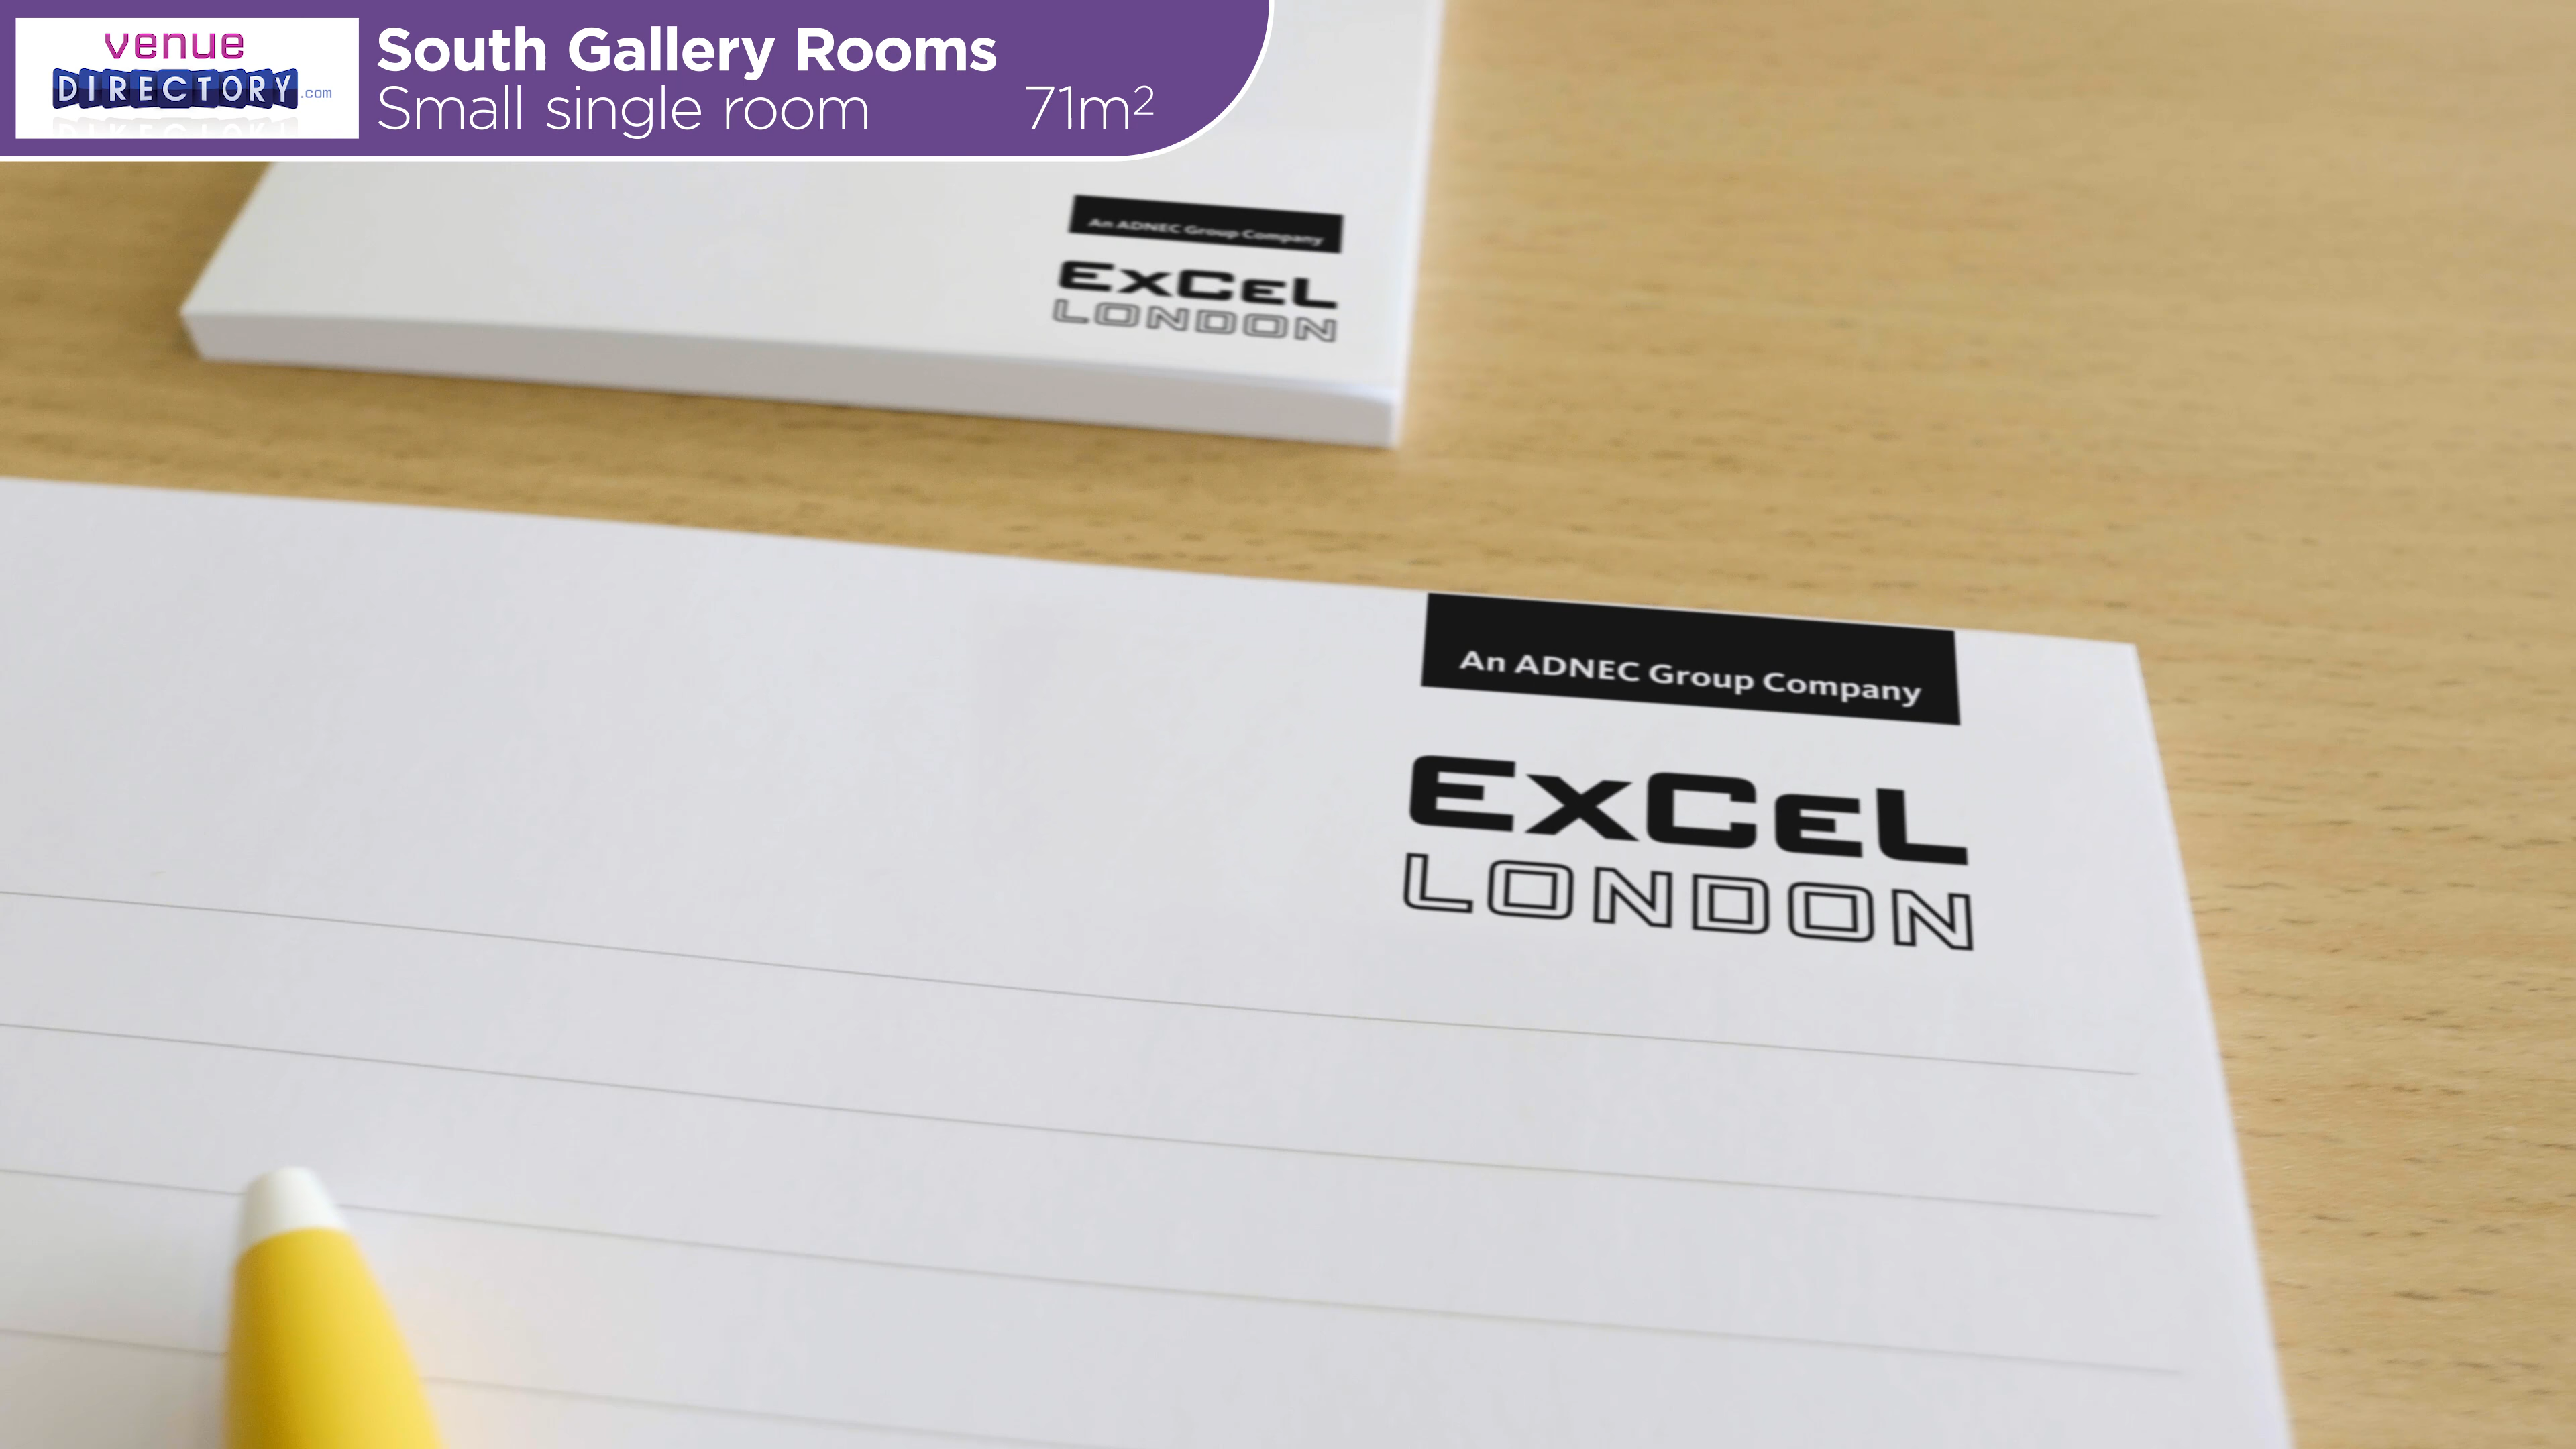 venue
DIRECTORY.com
South Gallery Rooms
Small single room 71m²
An ADNEC Group Company
ExCeL
LONDON
An ADNEC Group Company
ExCeL
LONDON